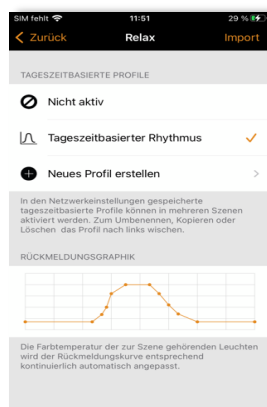 SIM fehlt 11:51 29 %
Zurück Relax Import
TAGESZEITBASIERTE PROFILE
Nicht aktiv
Tageszeitbasierter Rhythmus
Neues Profil erstellen
In den Netzwerkeinstellungen gespeicherte
tageszeitbasierte Profile können in mehreren Szenen
aktiviert werden. Zum Umbenennen, Kopieren oder
Löschen das Profil nach links wischen.
RÜCKMELDUNGSGRAPHIK
Die Farbtemperatur der zur Szene gehörenden Leuchten
wird der Rückmeldungskurve entsprechend
kontinuierlich automatisch angepasst.